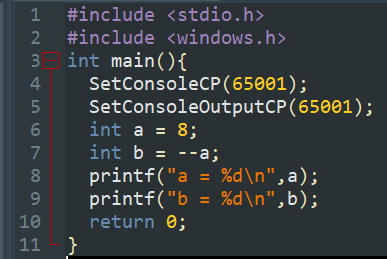 1 #include <stdio.h>
2 #include <windows.h>
3 int main(){
4   SetConsoleCP(65001);
5   SetConsoleOutputCP(65001);
6   int a = 8;
7   int b = --a;
8   printf("a = %d\n",a);
9   printf("b = %d\n",b);
10   return 0;
11 }